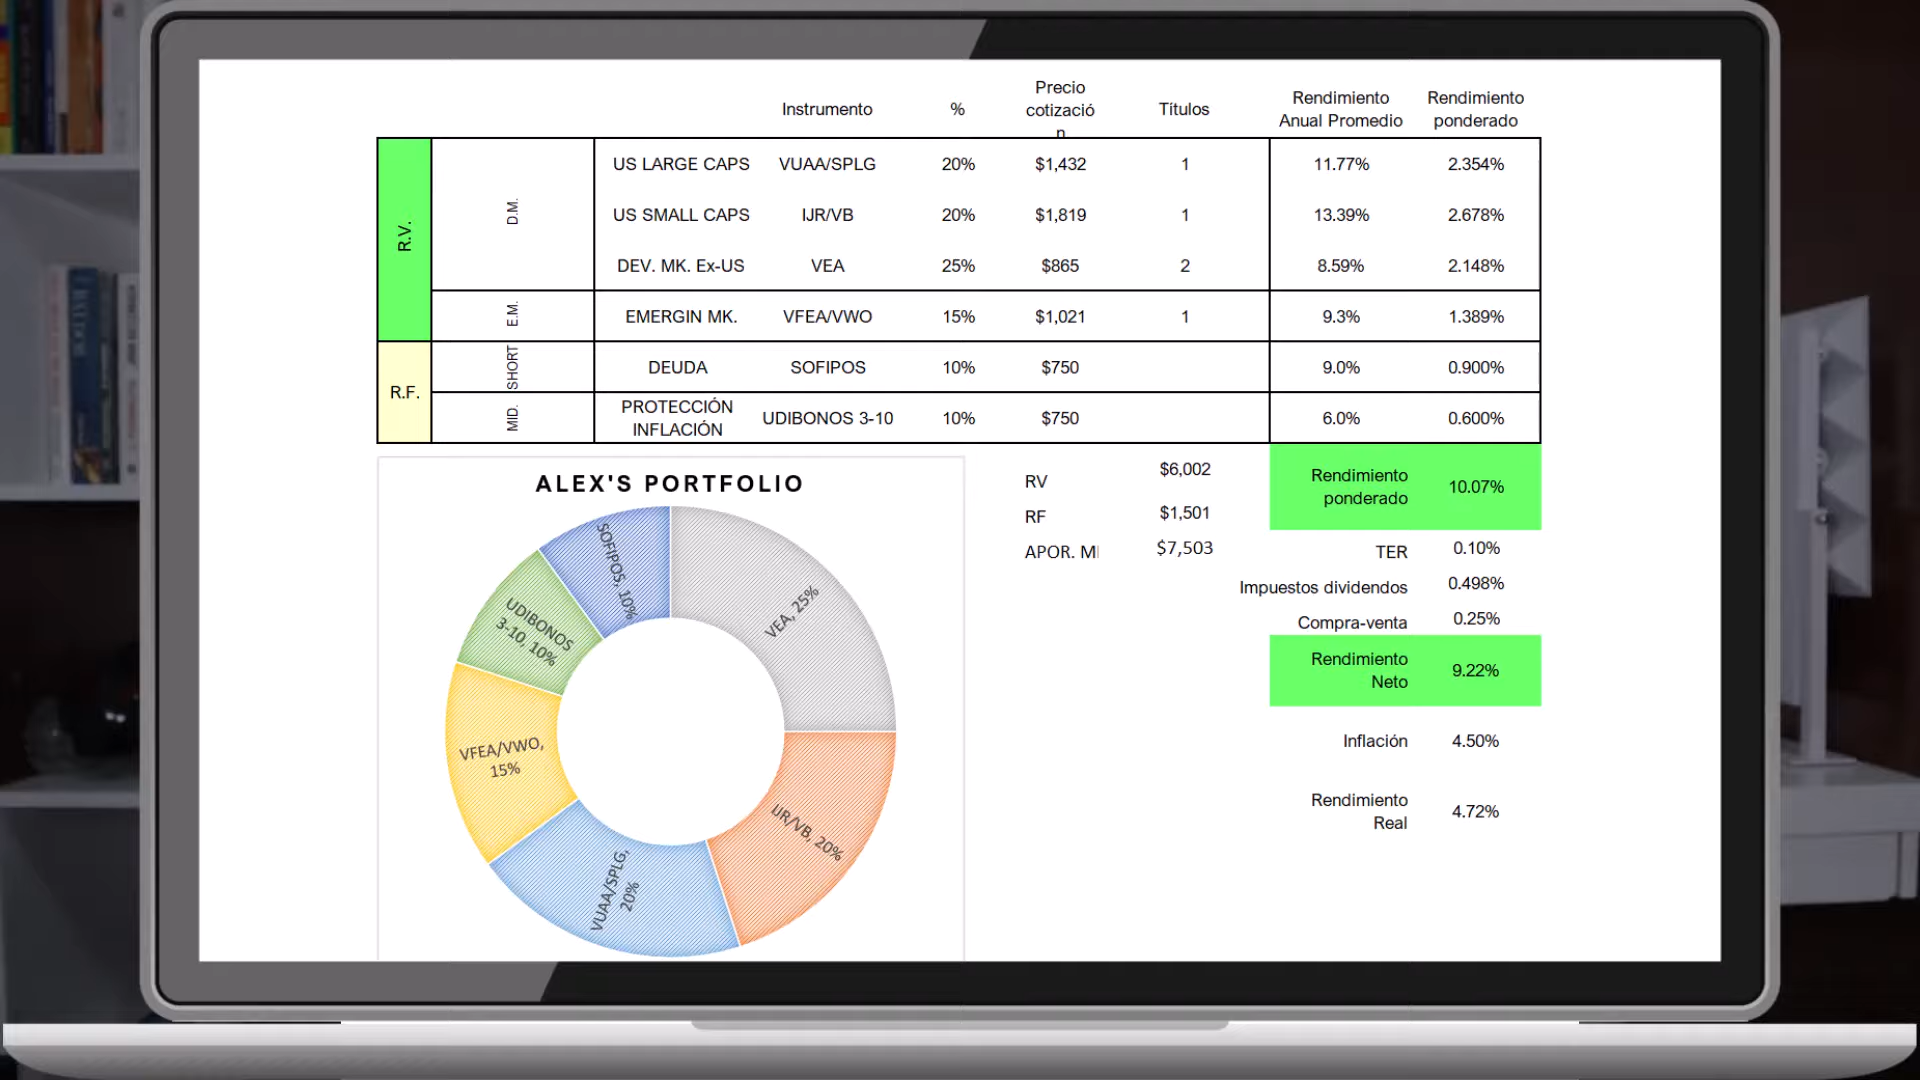 Instrumento % Precio cotizació n Títulos Rendimiento Anual Promedio Rendimiento ponderado
R.V. D.M. US LARGE CAPS VUAA/SPLG 20% $1,432 1 11.77% 2.354%
US SMALL CAPS IJR/VB 20% $1,819 1 13.39% 2.678%
DEV. MK. Ex-US VEA 25% $865 2 8.59% 2.148%
E.M. EMERGIN MK. VFEA/VWO 15% $1,021 1 9.3% 1.389%
R.F. SHORT DEUDA SOFIPOS 10% $750 9.0% 0.900%
MID. PROTECCIÓN INFLACIÓN UDIBONOS 3-10 10% $750 6.0% 0.600%
ALEX'S PORTFOLIO
SOFIPOS, 10%
VEA, 25%
UDIBONOS
3-10, 10%
VFEA/VWO,
15%
IJR/VB, 20%
VUAA/SPLG,
20%
RV $6,002
RF $1,501
APOR. M $7,503
Rendimiento ponderado 10.07%
TER 0.10%
Impuestos dividendos 0.498%
Compra-venta 0.25%
Rendimiento Neto 9.22%
Inflación 4.50%
Rendimiento Real 4.72%